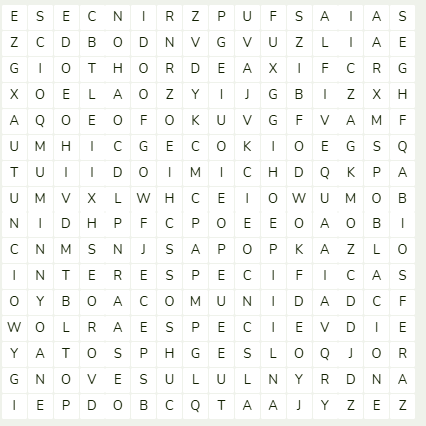 E S E C N I R Z P U F S A I A S
Z C D B O D N V G V U Z L I A E
G I O T H O R D E A X I F C R G
X O E L A O Z Y I J G B I Z X H
A Q O E O F O K U V G F V A M F
U M H I C G E C O K I O E G S Q
T U I I D O I M I C H D Q K P A
U M V X L W H C E I O W U M O B
N I D H P F C P O E E O A O B I
C N M S N J S A P O P K A Z L O
I N T E R E S P E C I F I C A S
O Y B O A C O M U N I D A D C F
W O L R A E S P E C I E V D I E
Y A T O S P H G E S L O Q J O R
G N O V E S U L U L N Y R D N A
I E P D O B C Q T A A J Y Z E Z